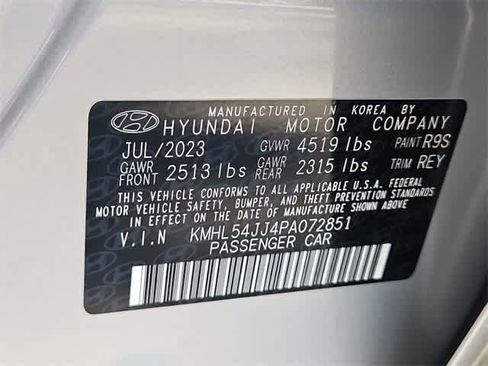 MANUFACTURED IN KOREA BY
HYUNDAI MOTOR COMPANY
JUL/2023 GVWR 4519 lbs PAINT R9S
GAWR FRONT 2513 lbs GAWR REAR 2315 lbs TRIM REY
THIS VEHICLE CONFORMS TO ALL APPLICABLE U.S.A. FEDERAL
MOTOR VEHICLE SAFETY, BUMPER, AND THEFT PREVENTION STANDARDS
IN EFFECT ON THE DATE OF MANUFACTURE SHOWN ABOVE
V.I.N KMHL54JJ4PA072851
PASSENGER CAR